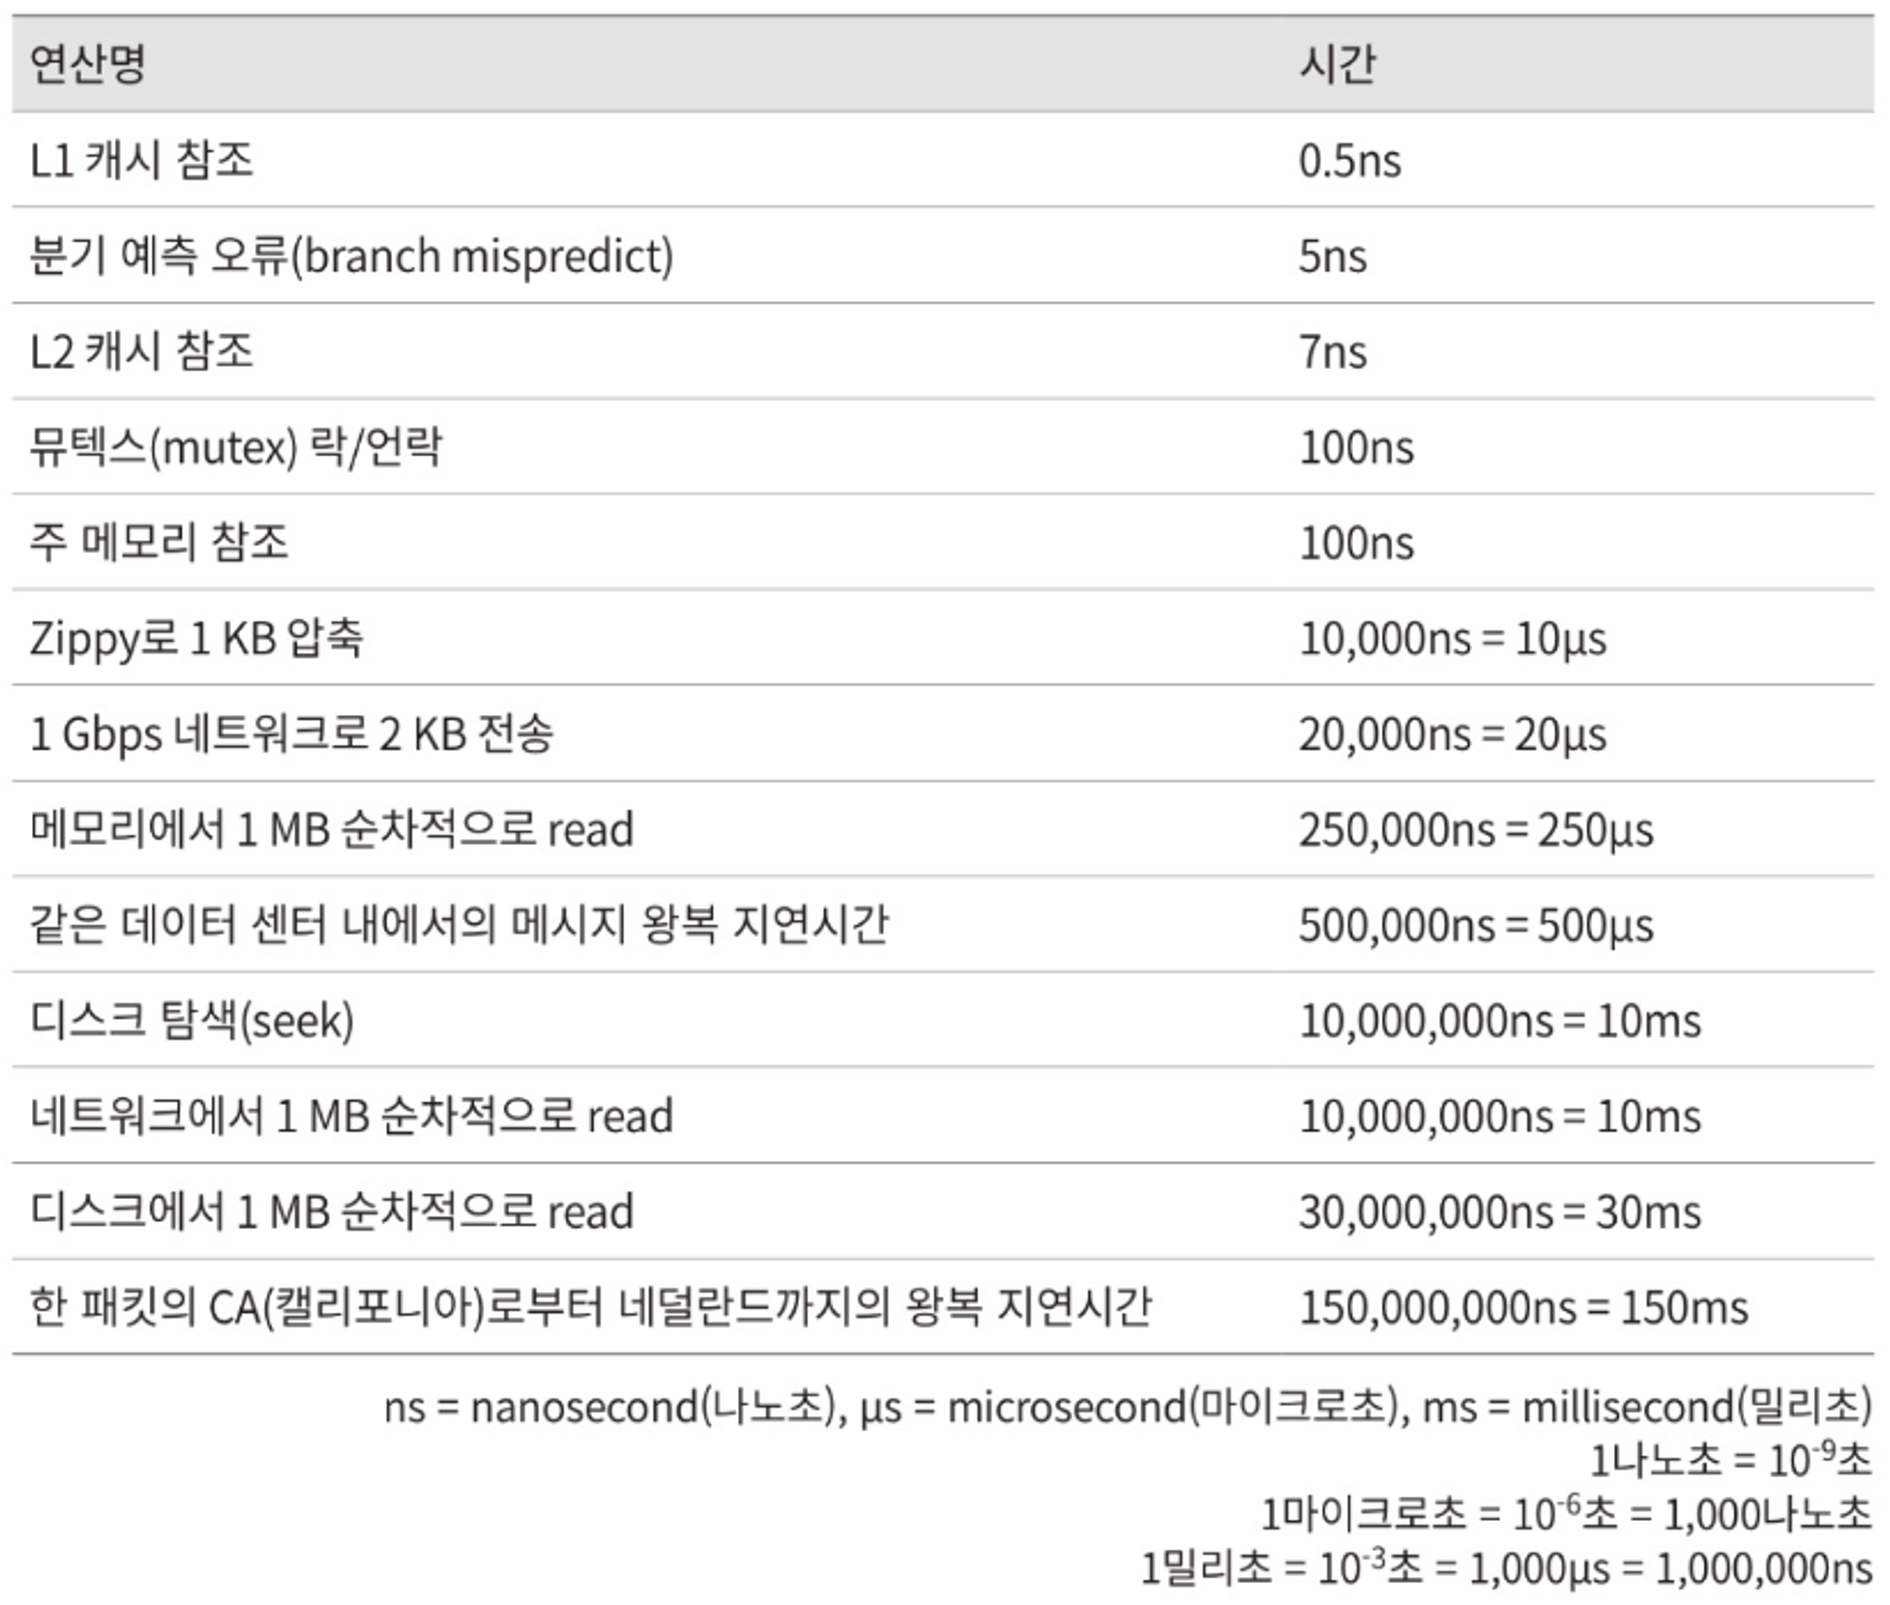 연산명 시간
L1 캐시 참조 0.5ns
분기 예측 오류(branch mispredict) 5ns
L2 캐시 참조 7ns
뮤텍스(mutex) 락/언락 100ns
주 메모리 참조 100ns
Zippy로 1 KB 압축 10,000ns = 10μs
1 Gbps 네트워크로 2 KB 전송 20,000ns = 20μs
메모리에서 1 MB 순차적으로 read 250,000ns = 250μs
같은 데이터 센터 내에서의 메시지 왕복 지연시간 500,000ns = 500μs
디스크 탐색(seek) 10,000,000ns = 10ms
네트워크에서 1 MB 순차적으로 read 10,000,000ns = 10ms
디스크에서 1 MB 순차적으로 read 30,000,000ns = 30ms
한 패킷의 CA(캘리포니아)로부터 네덜란드까지의 왕복 지연시간 150,000,000ns = 150ms
ns = nanosecond(나노초), μs = microsecond(마이크로초), ms = millisecond(밀리초)
1나노초 = 10⁻⁹초
1마이크로초 = 10⁻⁶초 = 1,000나노초
1밀리초 = 10⁻³초 = 1,000μs = 1,000,000ns